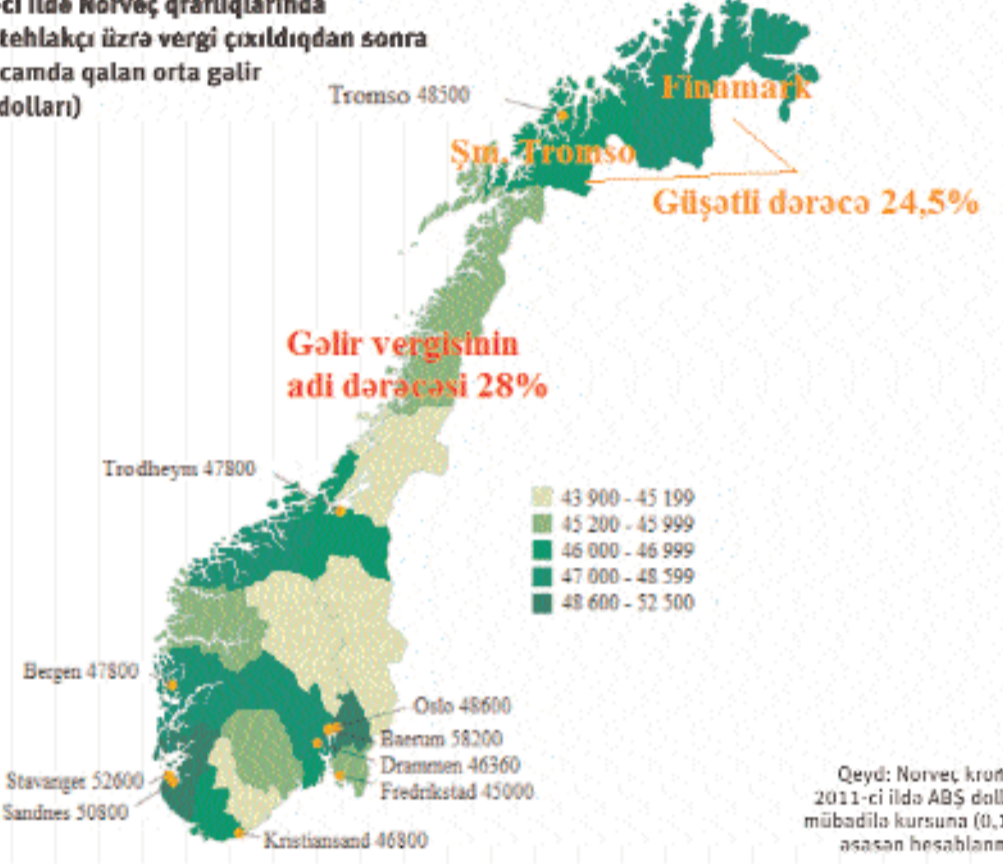 -ci ildə Norveç qraflıqlarında
tehlakçı üzrə vergi çıxıldıqdan sonra
camda qalan orta gəlir
dolları)
Tromso 48500
Finnmark
Şm. Tromso
Güşətli dərəcə 24,5%
Gəlir vergisinin
adi dərəcəsi 28%
Trodheym 47800
43 900 - 45 199
45 200 - 45 999
46 000 - 46 999
47 000 - 48 599
48 600 - 52 500
Bergen 47800
Oslo 48600
Baerum 58200
Drammen 46360
Fredrikstad 45000
Stavanger 52600
Sandnes 50800
Kristiansand 46800
Qeyd: Norveç kron
2011-ci ildə ABŞ doll
mübadilə kursuna (0,1
əsasən hesablanm